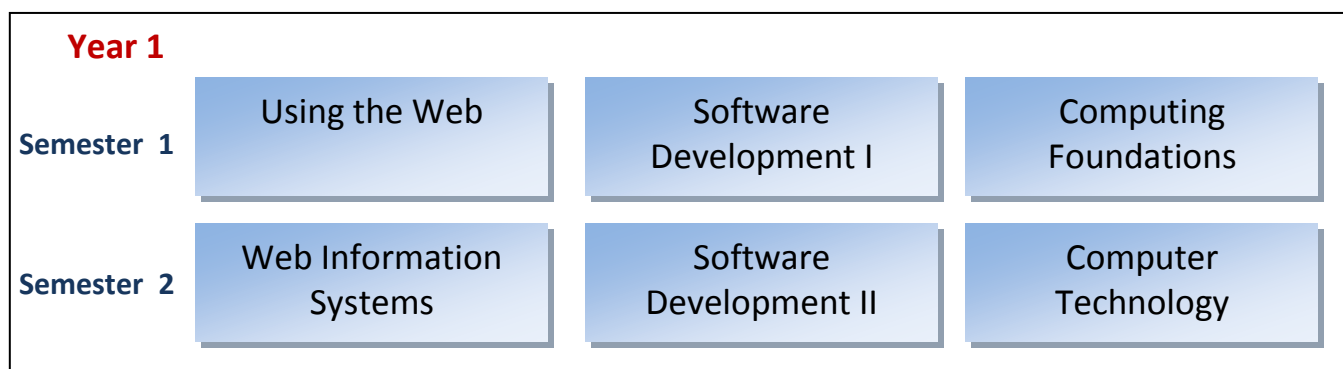 Year 1
Semester 1
Using the Web
Software
Development I
Computing
Foundations
Semester 2
Web Information
Systems
Software
Development II
Computer
Technology